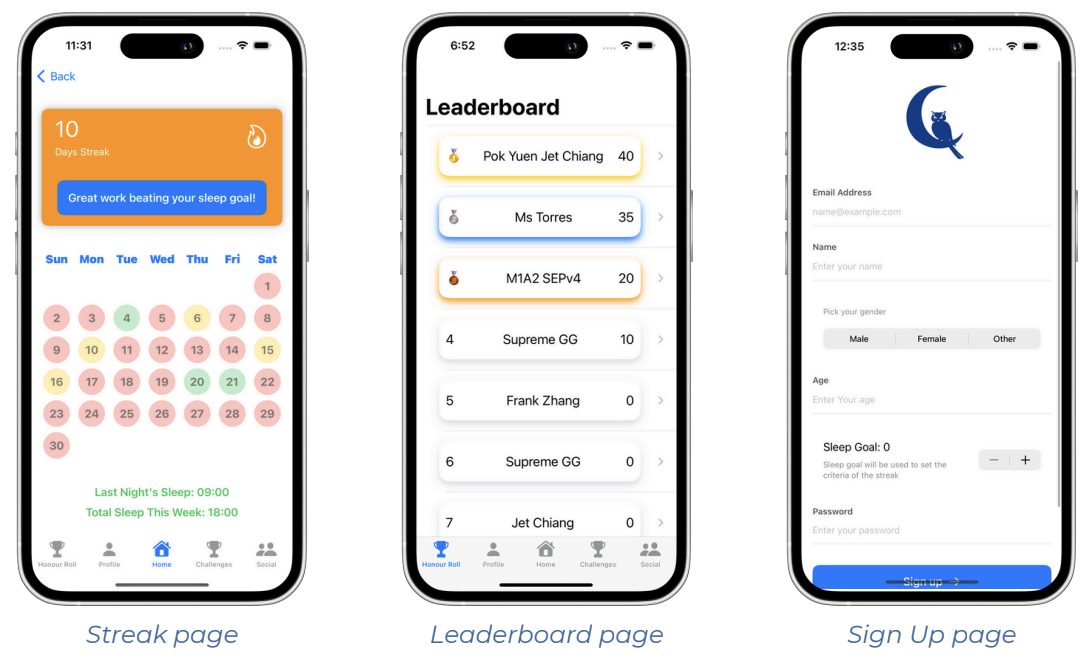 11:31
Back
10
Days Streak
Great work beating your sleep goal!
Sun Mon Tue Wed Thu Fri Sat
1
2 3 4 5 6 7 8
9 10 11 12 13 14 15
16 17 18 19 20 21 22
23 24 25 26 27 28 29
30
Last Night's Sleep: 09:00
Total Sleep This Week: 18:00
Honour Roll Profile Home Challenges Social
Streak page
6:52
Leaderboard
Pok Yuen Jet Chiang 40
Ms Torres 35
M1A2 SEPv4 20
4 Supreme GG 10
5 Frank Zhang 0
6 Supreme GG 0
7 Jet Chiang 0
Honour Roll Profile Home Challenges Social
Leaderboard page
12:35
Email Address
name@example.com
Name
Enter your name
Pick your gender
Male Female Other
Age
Enter Your age
Sleep Goal: 0
Sleep goal will be used to set the
criteria of the streak
− +
Password
Enter your password
Sign up →
Sign Up page